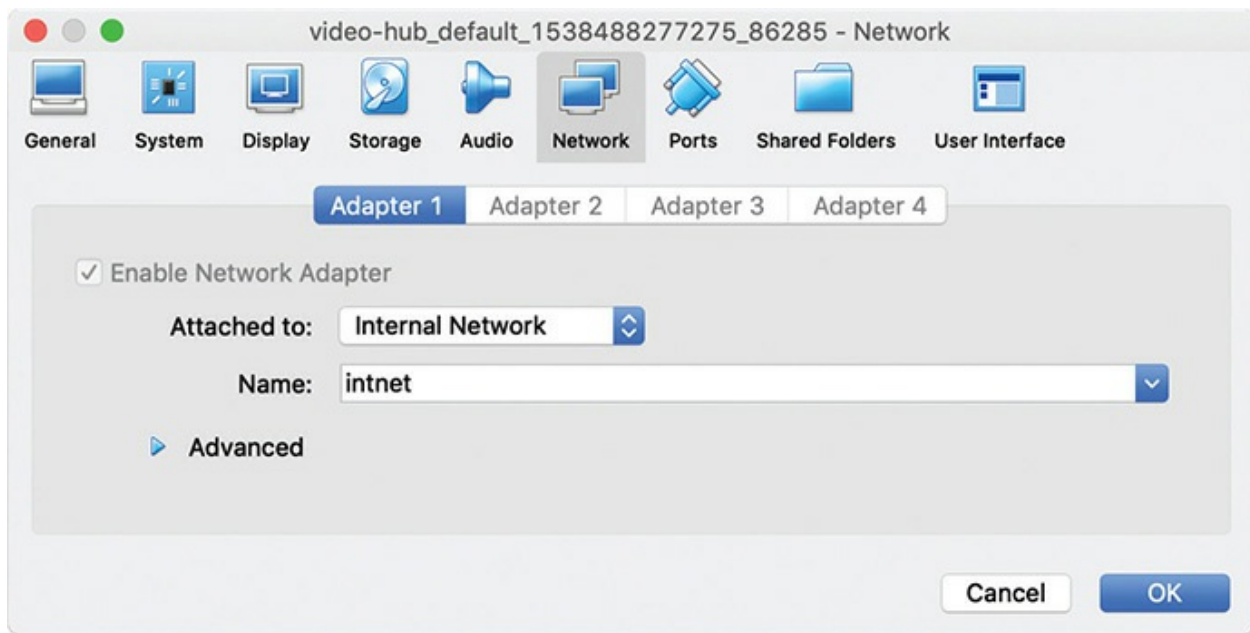 video-hub_default_1538488277275_86285 - Network
General System Display Storage Audio Network Ports Shared Folders User Interface
Adapter 1 Adapter 2 Adapter 3 Adapter 4
Enable Network Adapter
Attached to: Internal Network
Name: intnet
Advanced
Cancel OK